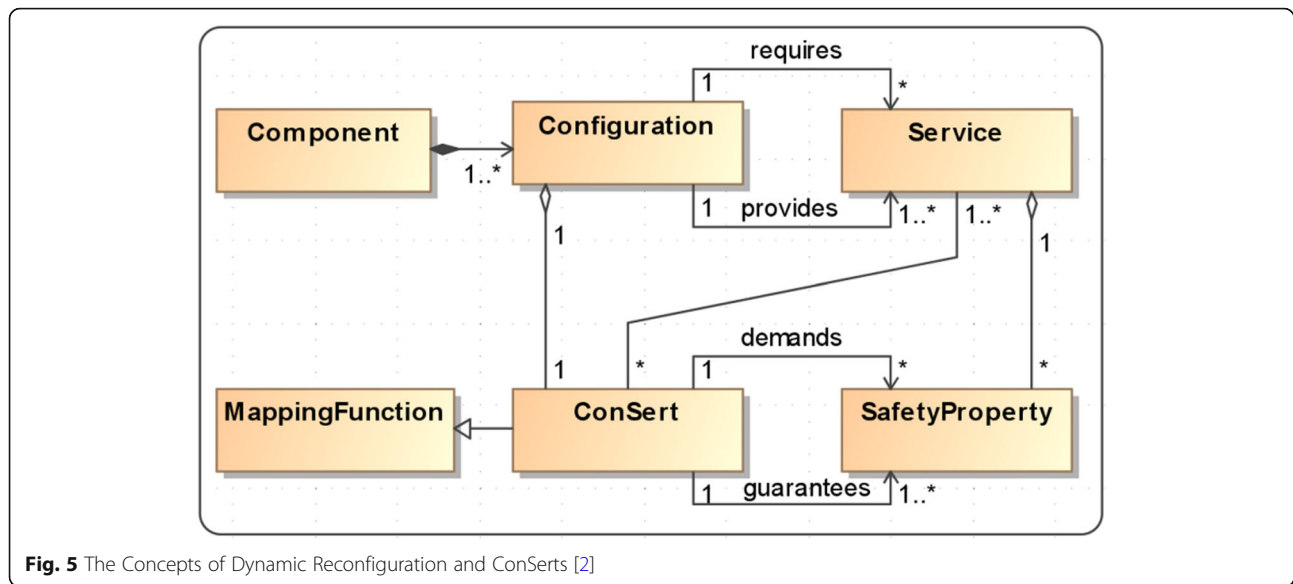 requires
1
*
Component
Configuration
Service
1..*
1
provides
1..*
1..*
1
1
demands
1
*
1
*
*
MappingFunction
ConSert
SafetyProperty
1
guarantees
1..*
Fig. 5 The Concepts of Dynamic Reconfiguration and ConSerts [2]